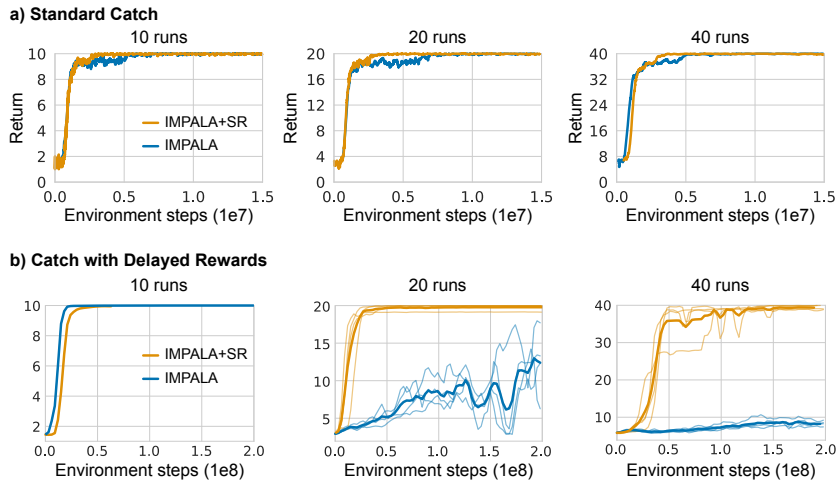 a) Standard Catch
10 runs
20 runs
40 runs
Return
10
8
6
4
2
0
IMPALA+SR
IMPALA
0.0 0.5 1.0 1.5
Environment steps (1e7)
20
16
12
8
4
0
0.0 0.5 1.0 1.5
Environment steps (1e7)
40
32
24
16
8
0
0.0 0.5 1.0 1.5
Environment steps (1e7)
b) Catch with Delayed Rewards
10 runs
20 runs
40 runs
Return
10
8
6
4
2
IMPALA+SR
IMPALA
0.0 0.5 1.0 1.5 2.0
Environment steps (1e8)
20
15
10
5
0.0 0.5 1.0 1.5 2.0
Environment steps (1e8)
40
30
20
10
0.0 0.5 1.0 1.5 2.0
Environment steps (1e8)